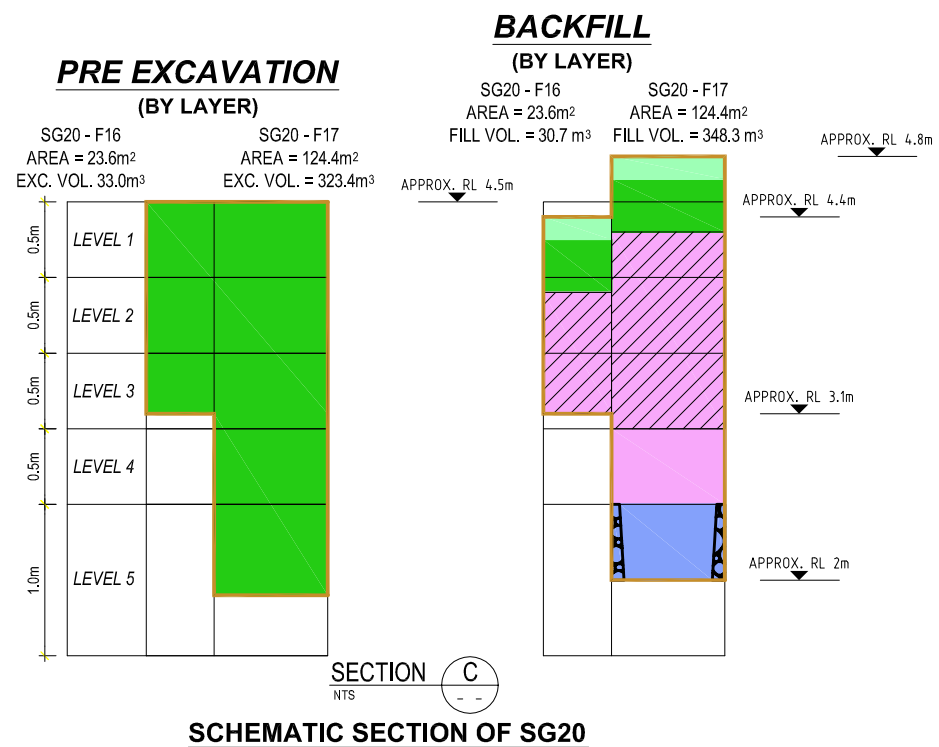 BACKFILL
(BY LAYER)
PRE EXCAVATION
(BY LAYER)
SG20 - F16
AREA = 23.6m²
EXC. VOL. 33.0m³
SG20 - F17
AREA = 124.4m²
EXC. VOL. = 323.4m³
SG20 - F16
AREA = 23.6m²
FILL VOL. = 30.7 m³
SG20 - F17
AREA = 124.4m²
FILL VOL. = 348.3 m³
APPROX. RL 4.8m
APPROX. RL 4.5m
APPROX. RL 4.4m
0.5m
LEVEL 1
0.5m
LEVEL 2
0.5m
LEVEL 3
APPROX. RL 3.1m
0.5m
LEVEL 4
1.0m
LEVEL 5
APPROX. RL 2m
SECTION
NTS
C
- -
SCHEMATIC SECTION OF SG20